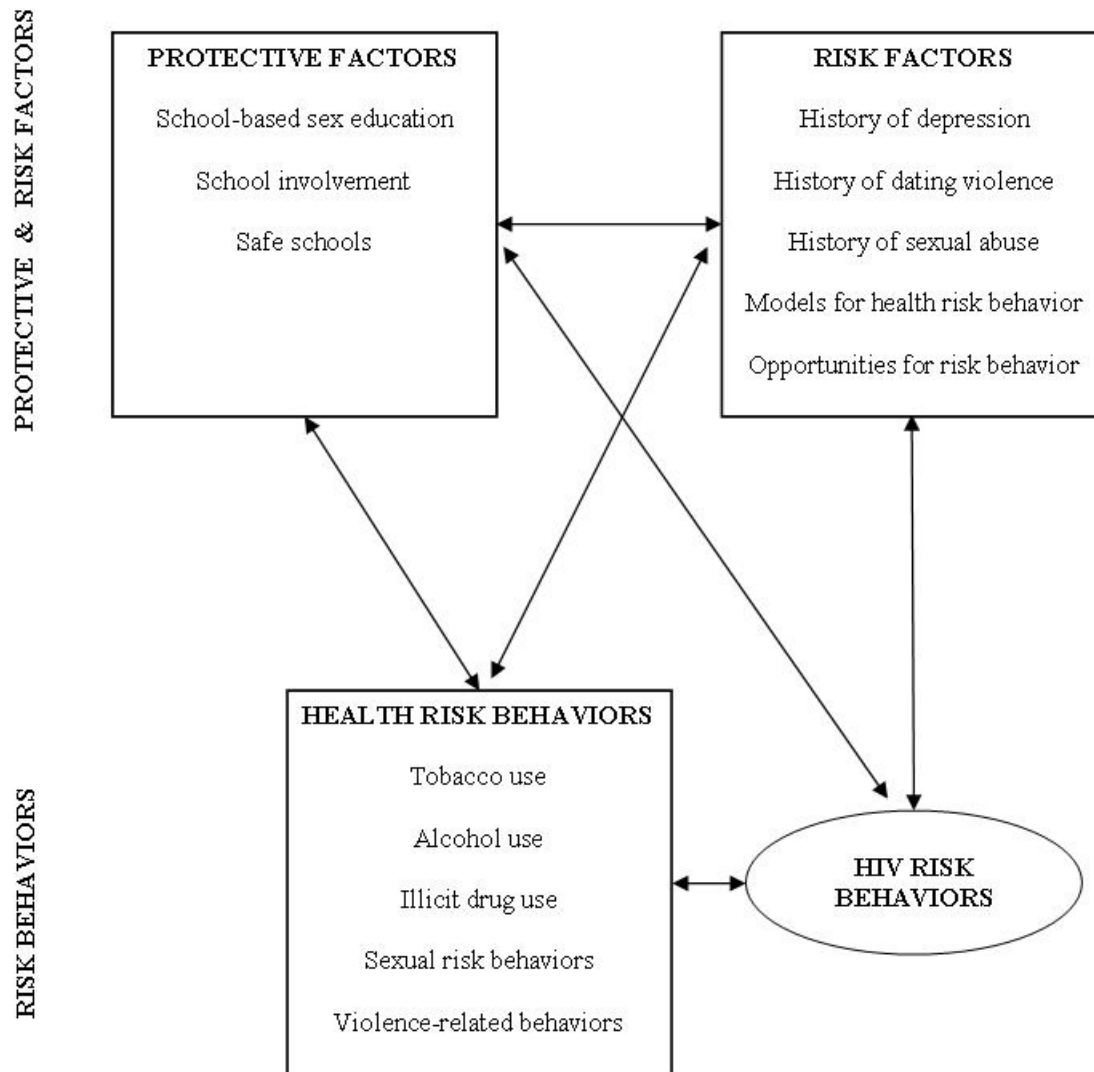 PROTECTIVE & RISK FACTORS
PROTECTIVE FACTORS
School-based sex education
School involvement
Safe schools
RISK FACTORS
History of depression
History of dating violence
History of sexual abuse
Models for health risk behavior
Opportunities for risk behavior
RISK BEHAVIORS
HEALTH RISK BEHAVIORS
Tobacco use
Alcohol use
Illicit drug use
Sexual risk behaviors
Violence-related behaviors
HIV RISK
BEHAVIORS